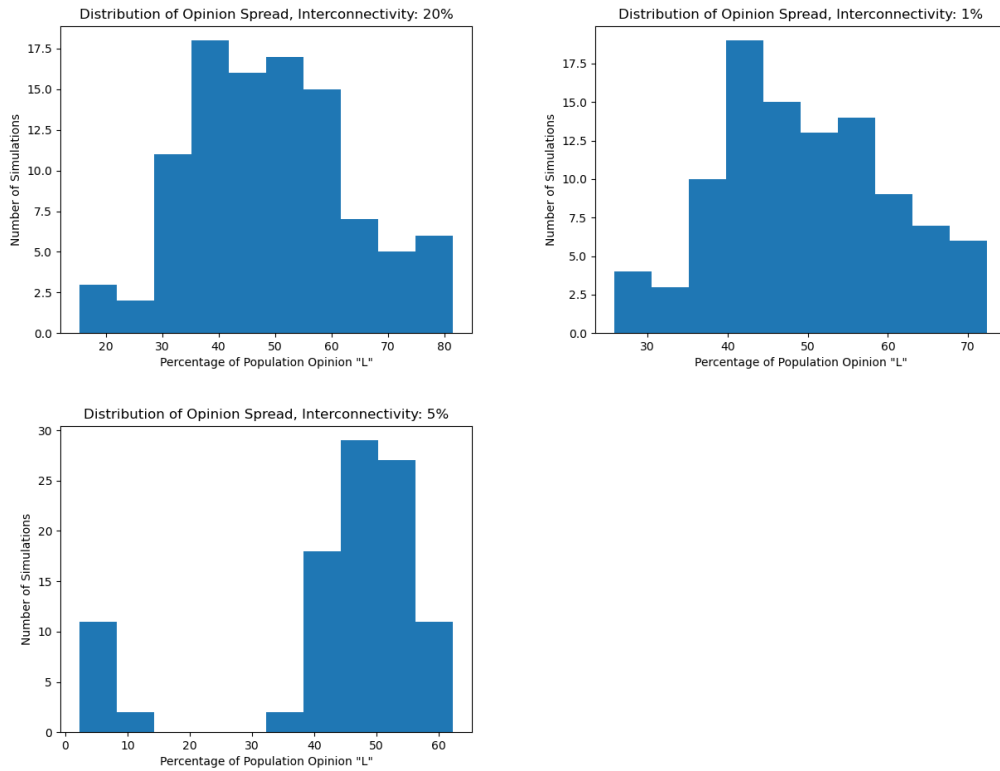 Distribution of Opinion Spread, Interconnectivity: 20%
17.5
15.0
12.5
10.0
7.5
5.0
2.5
0.0
Number of Simulations
20 30 40 50 60 70 80
Percentage of Population Opinion "L"
Distribution of Opinion Spread, Interconnectivity: 1%
17.5
15.0
12.5
10.0
7.5
5.0
2.5
0.0
Number of Simulations
30 40 50 60 70
Percentage of Population Opinion "L"
Distribution of Opinion Spread, Interconnectivity: 5%
30
25
20
15
10
5
0
Number of Simulations
0 10 20 30 40 50 60
Percentage of Population Opinion "L"